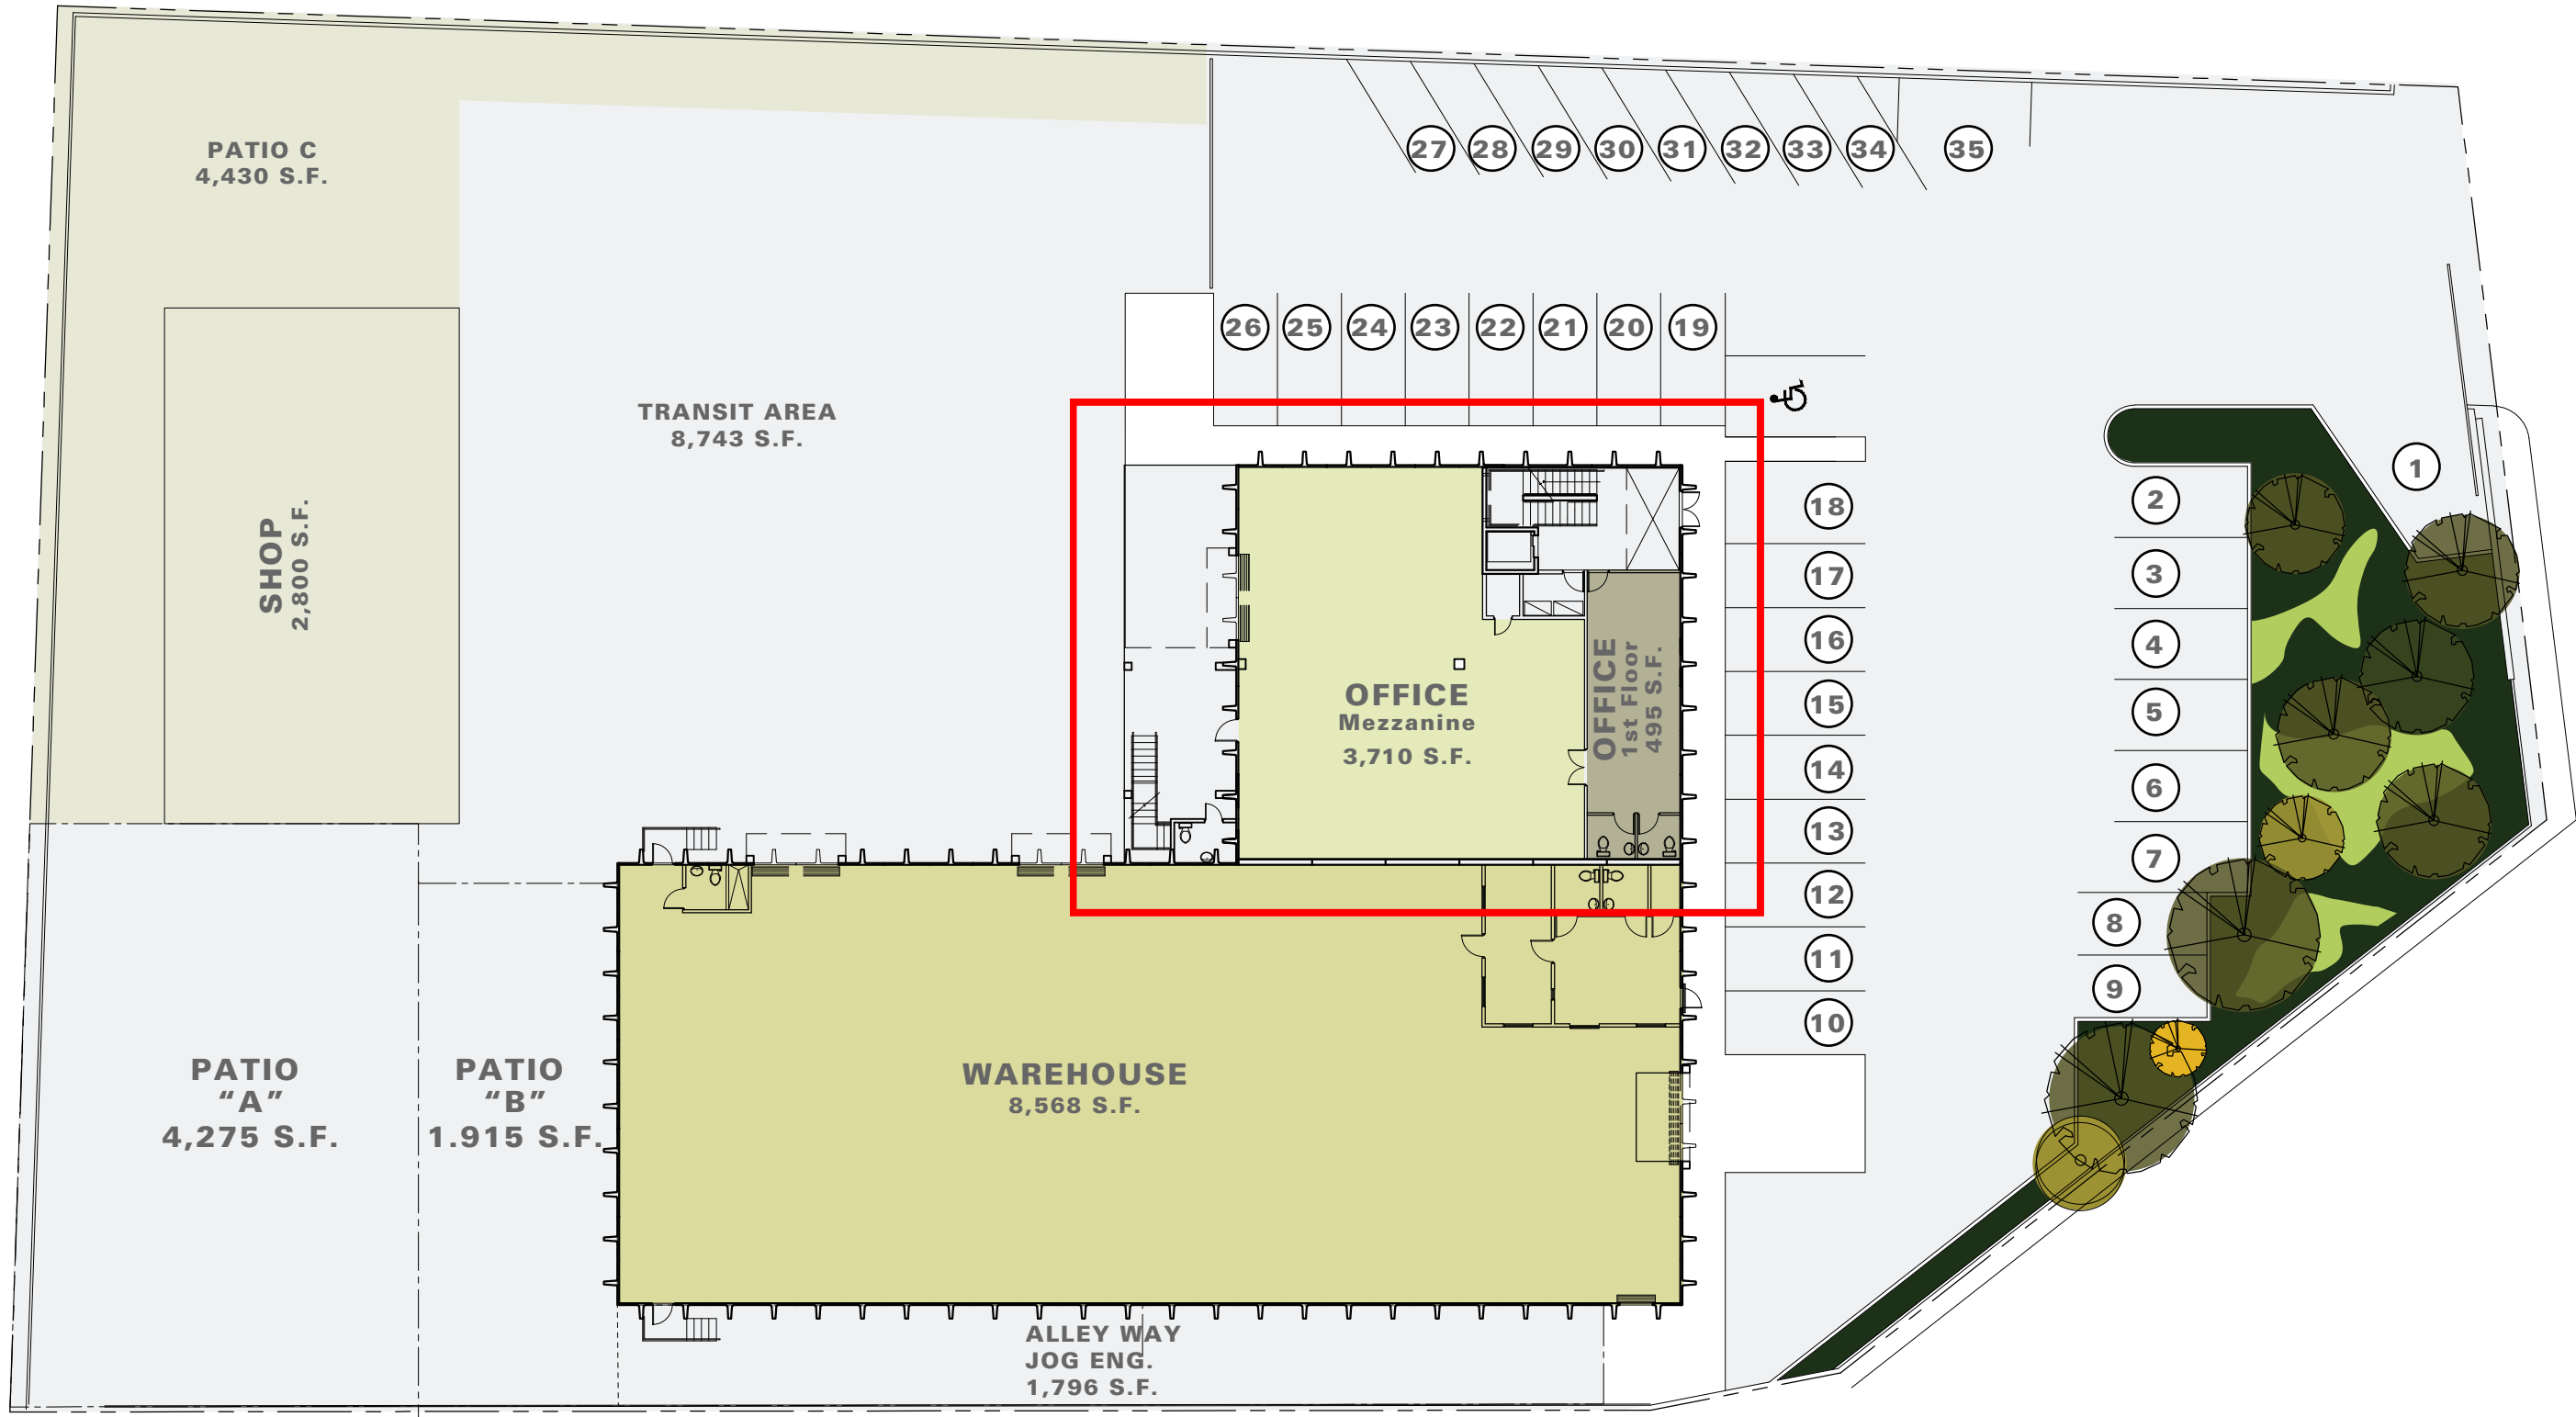 27 28 29 30 31 32 33 34 35
PATIO C
4,430 S.F.
26 25 24 23 22 21 20 19
TRANSIT AREA
8,743 S.F.
SHOP
2,800 S.F.
OFFICE
Mezzanine
3,710 S.F.
OFFICE
1st Floor
495 S.F.
18
17
16
15
14
13
12
11
10
1
2
3
4
5
6
7
8
9
PATIO
“A”
4,275 S.F.
PATIO
“B”
1.915 S.F.
WAREHOUSE
8,568 S.F.
ALLEY WAY
JOG ENG.
1,796 S.F.